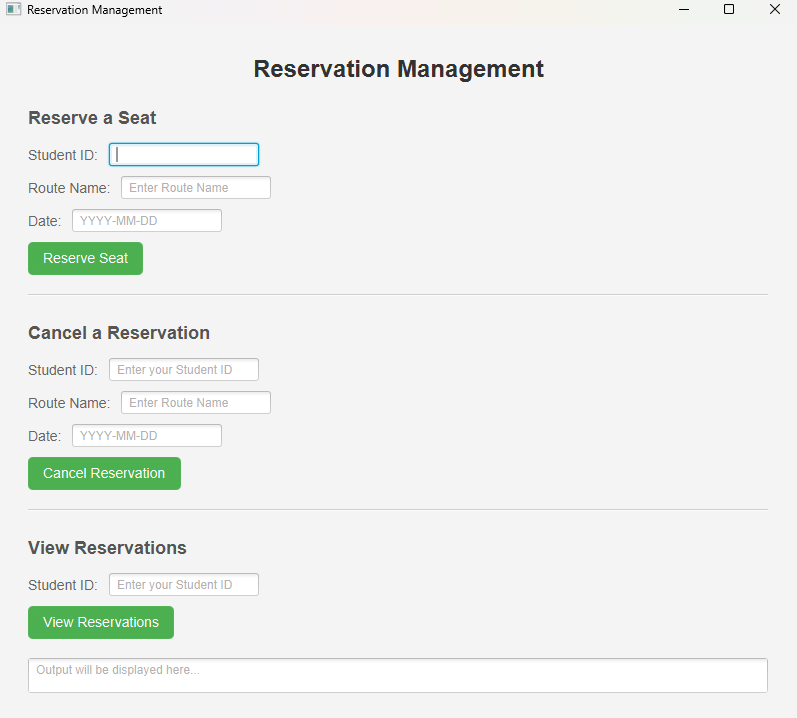 Reservation Management
Reservation Management
Reserve a Seat
Student ID:
Route Name: Enter Route Name
Date: YYYY-MM-DD
Reserve Seat
Cancel a Reservation
Student ID: Enter your Student ID
Route Name: Enter Route Name
Date: YYYY-MM-DD
Cancel Reservation
View Reservations
Student ID: Enter your Student ID
View Reservations
Output will be displayed here...